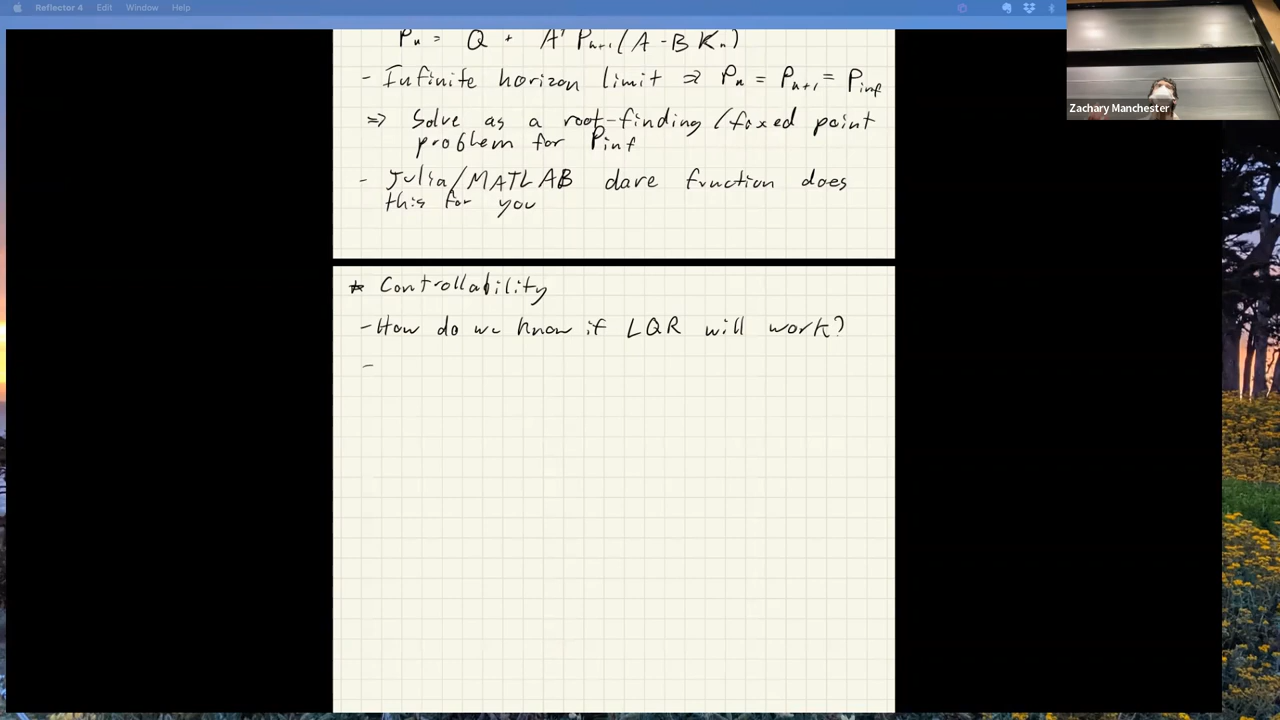 Reflector 4 Edit Window Help
Pn = Q + Aᵀ Pn+1 (A - B Kn)
- Infinite horizon limit ⇒ Pn = Pn+1 = Pinf
⇒ Solve as a root-finding / fixed point
problem for Pinf
- Julia/MATLAB dare function does
this for you
Zachary Manchester
* Controllability
- How do we know if LQR will work?
-